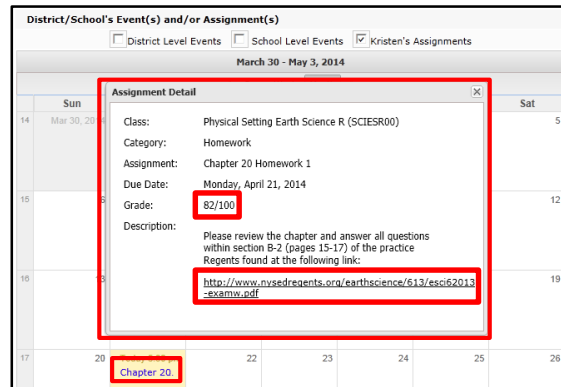 District/School's Event(s) and/or Assignment(s)
District Level Events School Level Events Kristen's Assignments
March 30 - May 3, 2014
Assignment Detail
Sun Sat
14 Mar 30, 201 5
Class: Physical Setting Earth Science R (SCIESR00)
Category: Homework
Assignment: Chapter 20 Homework 1
Due Date: Monday, April 21, 2014
15 6 Grade: 82/100 12
Description:
Please review the chapter and answer all questions
within section B-2 (pages 15-17) of the practice
Regents found at the following link:
16 13 http://www.nysedregents.org/earthscience/613/esci62013 19
-examw.pdf
17 20 22 23 24 25 26
Chapter 20.